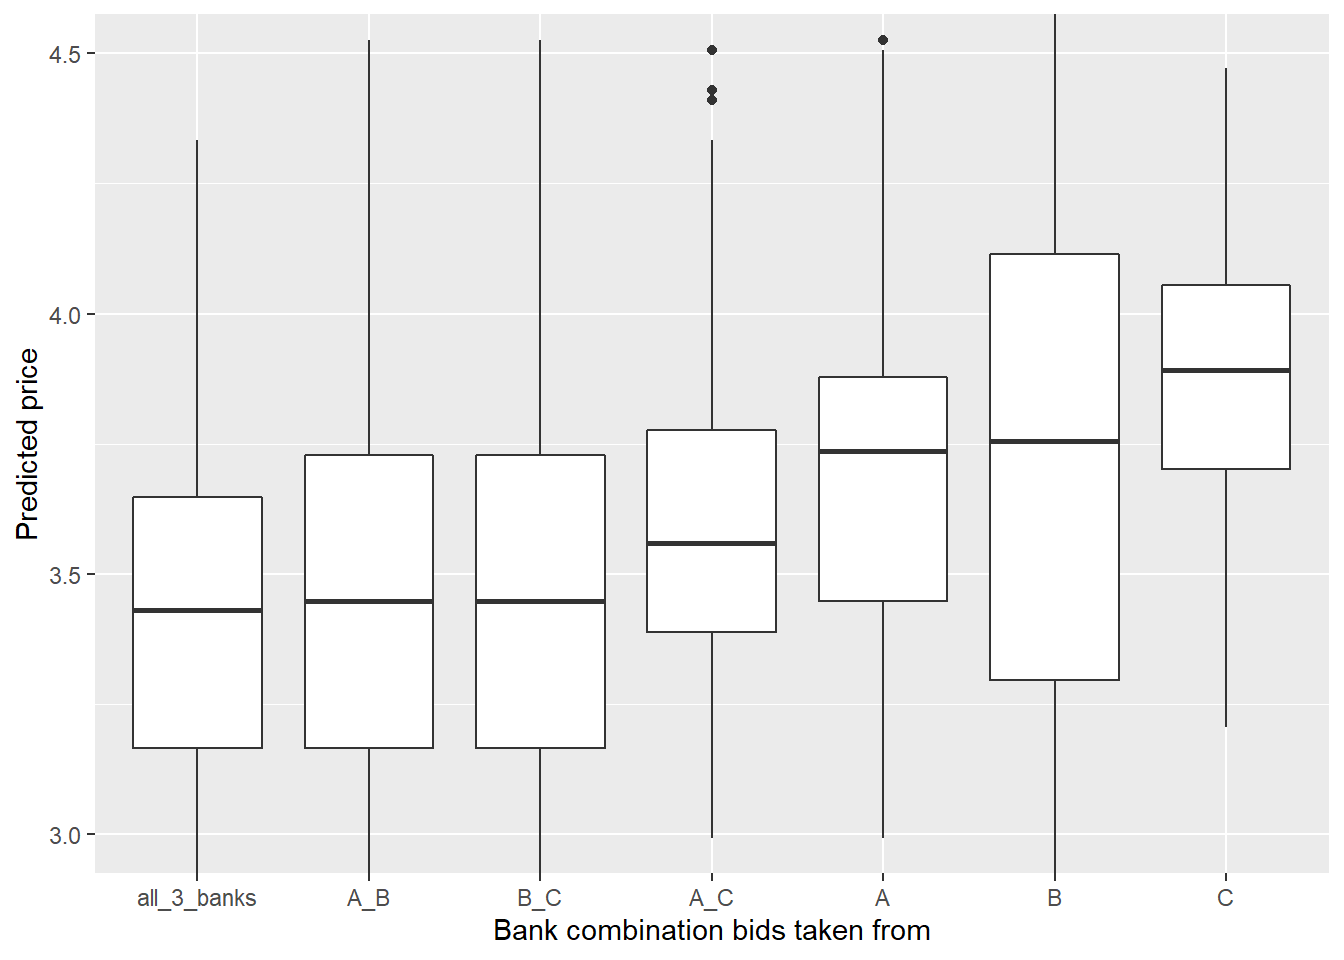 4.5
4.0
3.5
3.0
Predicted price
all_3_banks A_B B_C A_C A B C
Bank combination bids taken from